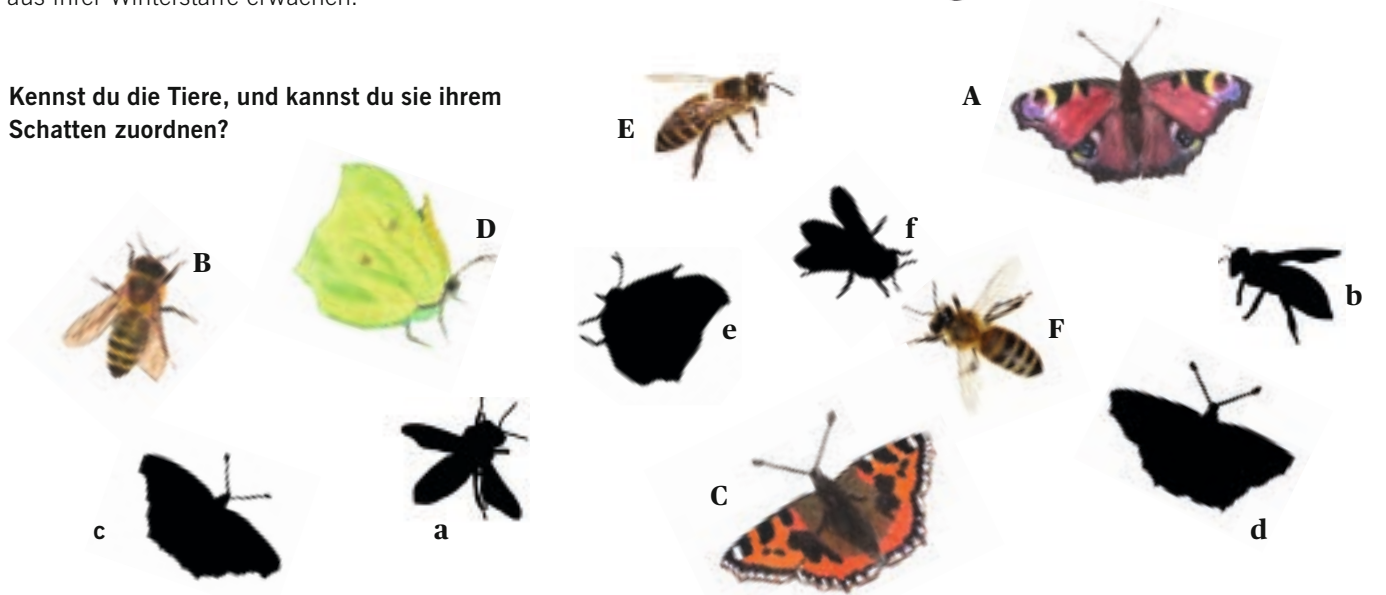 aus ihrer Winterstarre erwachen.
Kennst du die Tiere, und kannst du sie ihrem
Schatten zuordnen?
E
A
B
D
f
b
e
F
C
c
a
d